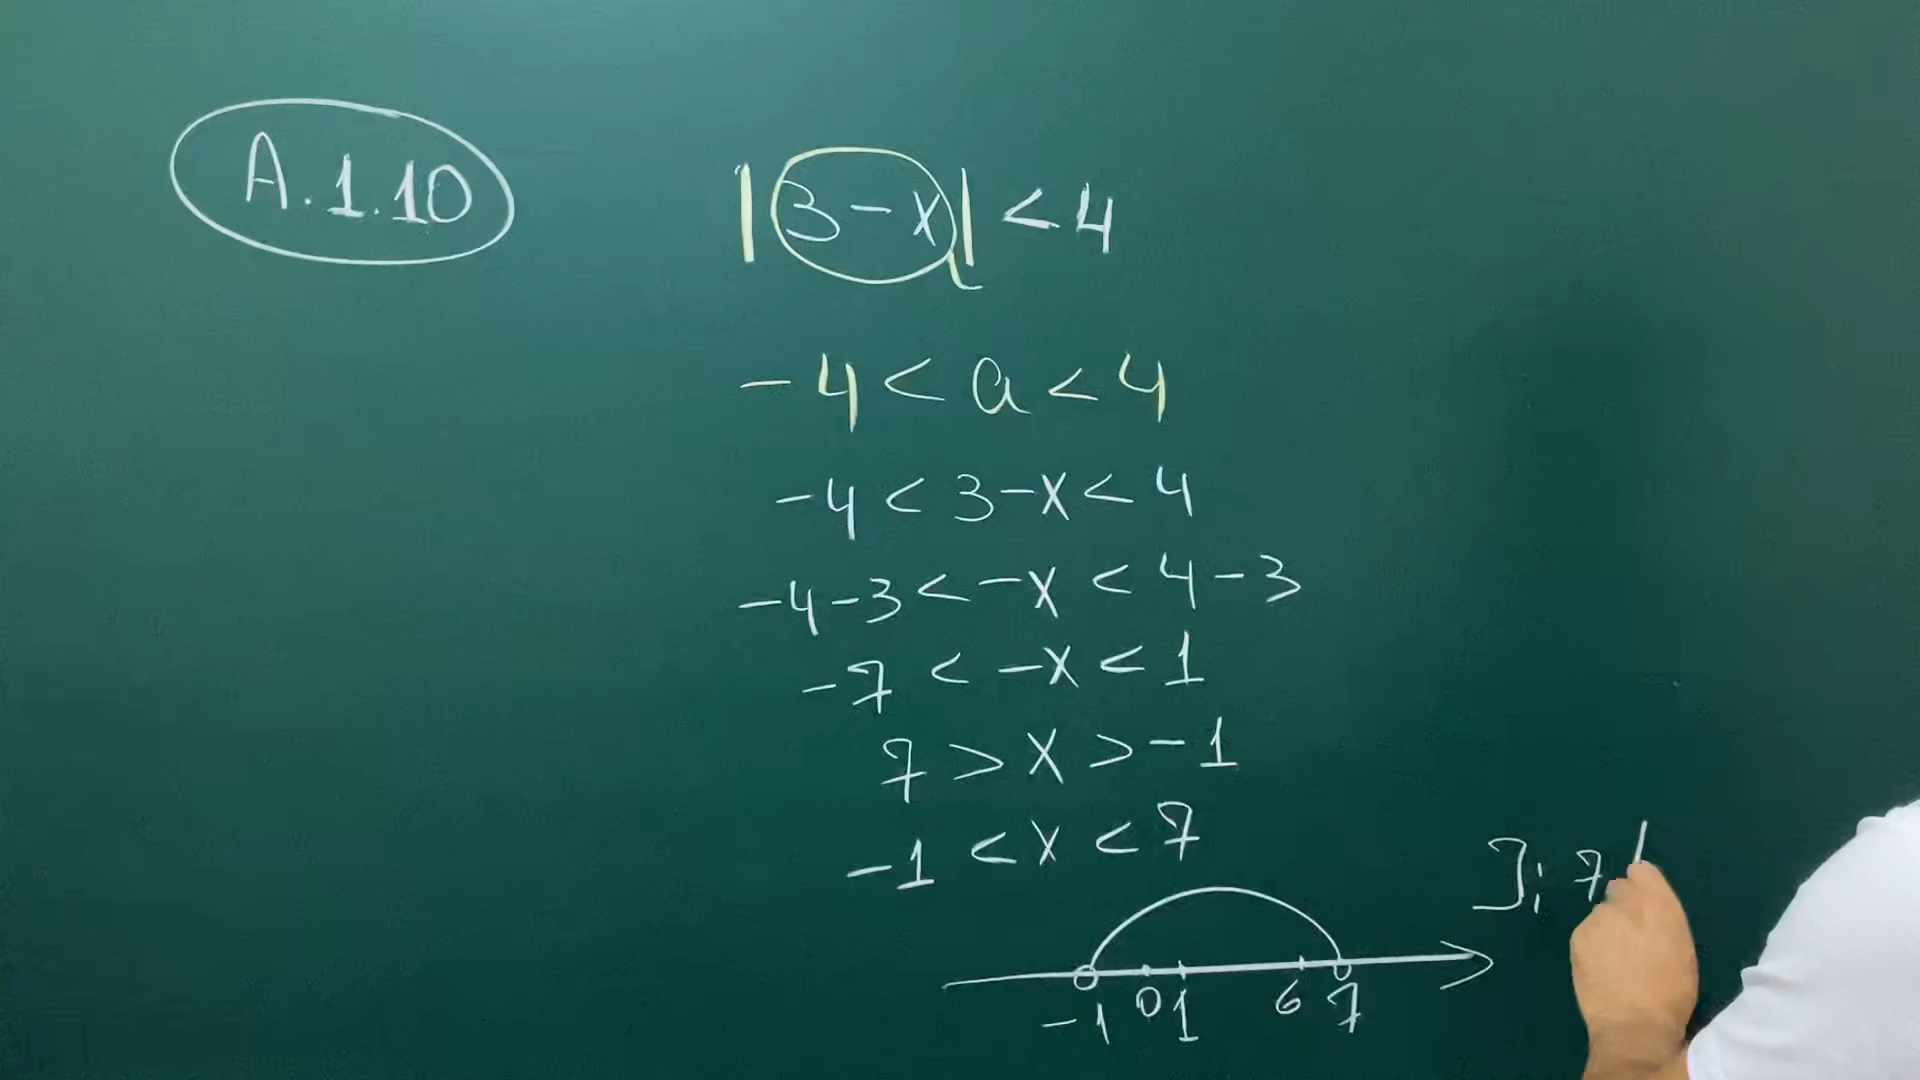 A.1.10
|3-x| < 4
-4 < a < 4
-4 < 3-x < 4
-4-3 < -x < 4-3
-7 < -x < 1
7 > x > -1
-1 < x < 7
]; 7
-1 0 1 6 7